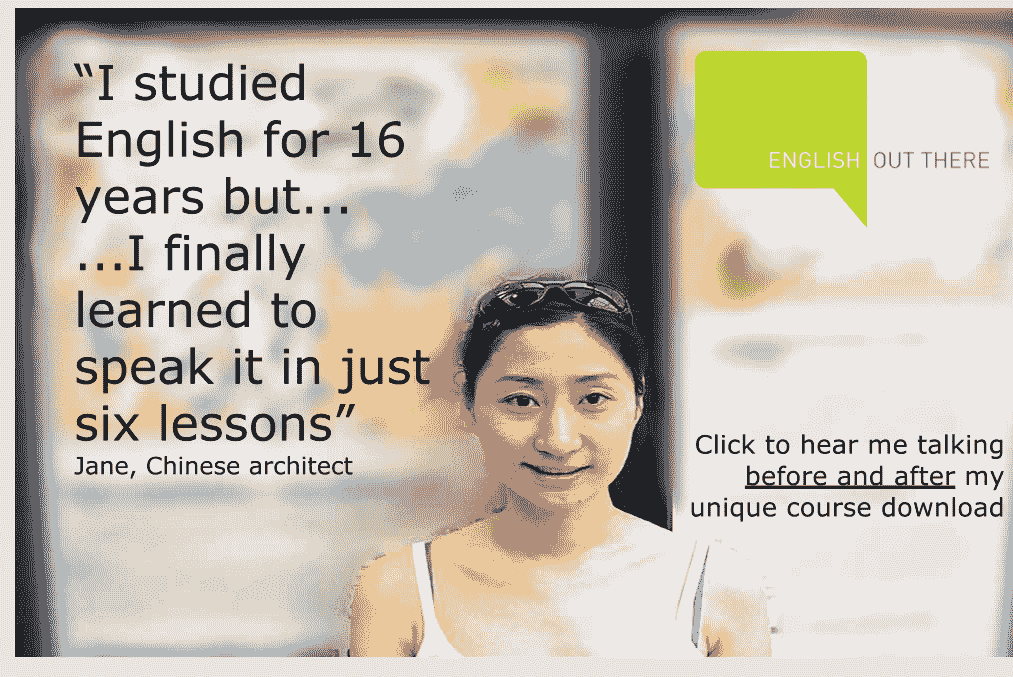 “I studied
English for 16
years but...
...I finally
learned to
speak it in just
six lessons”
Jane, Chinese architect
ENGLISH OUT THERE
Click to hear me talking
before and after my
unique course download